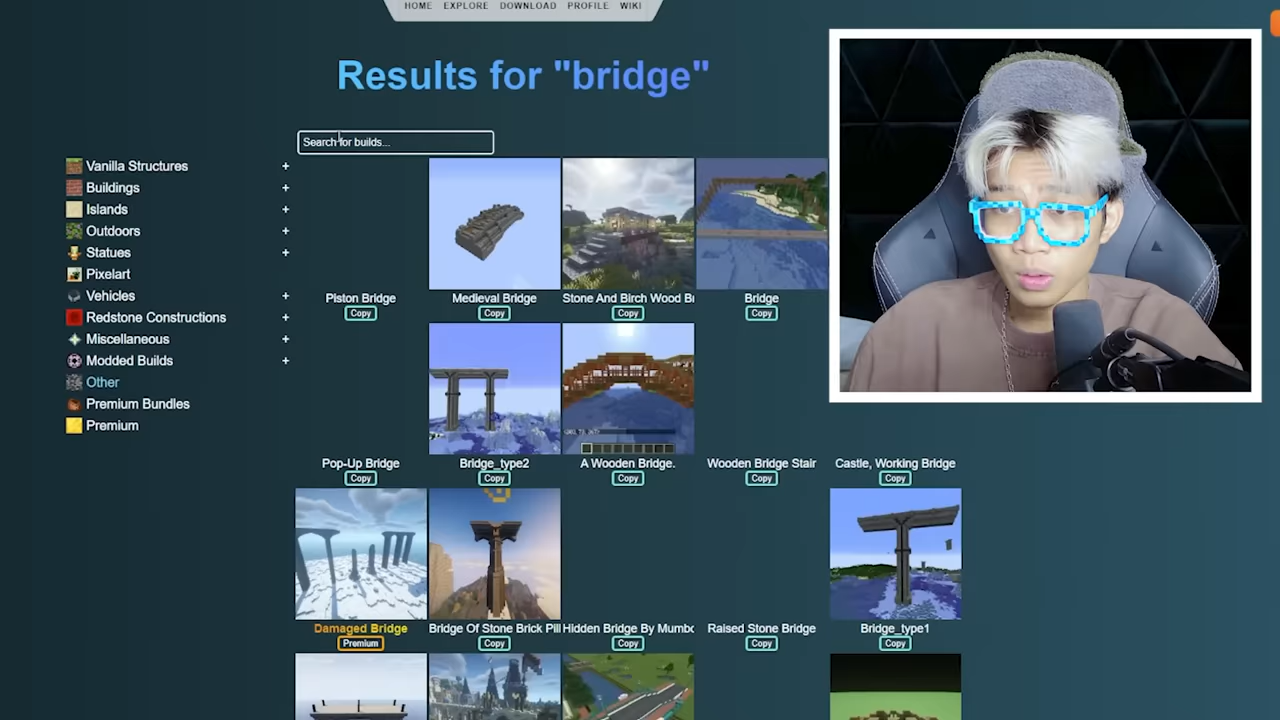 HOME EXPLORE DOWNLOAD PROFILE WIKI
Results for "bridge"
Search for builds...
Vanilla Structures +
Buildings +
Islands +
Outdoors +
Statues +
Pixelart
Vehicles +
Redstone Constructions +
Miscellaneous +
Modded Builds +
Other
Premium Bundles
Premium
Piston Bridge Medieval Bridge Stone And Birch Wood Br Bridge
Copy Copy Copy Copy
Pop-Up Bridge Bridge_type2 A Wooden Bridge. Wooden Bridge Stair Castle, Working Bridge
Copy Copy Copy Copy Copy
Damaged Bridge Bridge Of Stone Brick Pill Hidden Bridge By Mumbo Raised Stone Bridge Bridge_type1
Premium Copy Copy Copy Copy